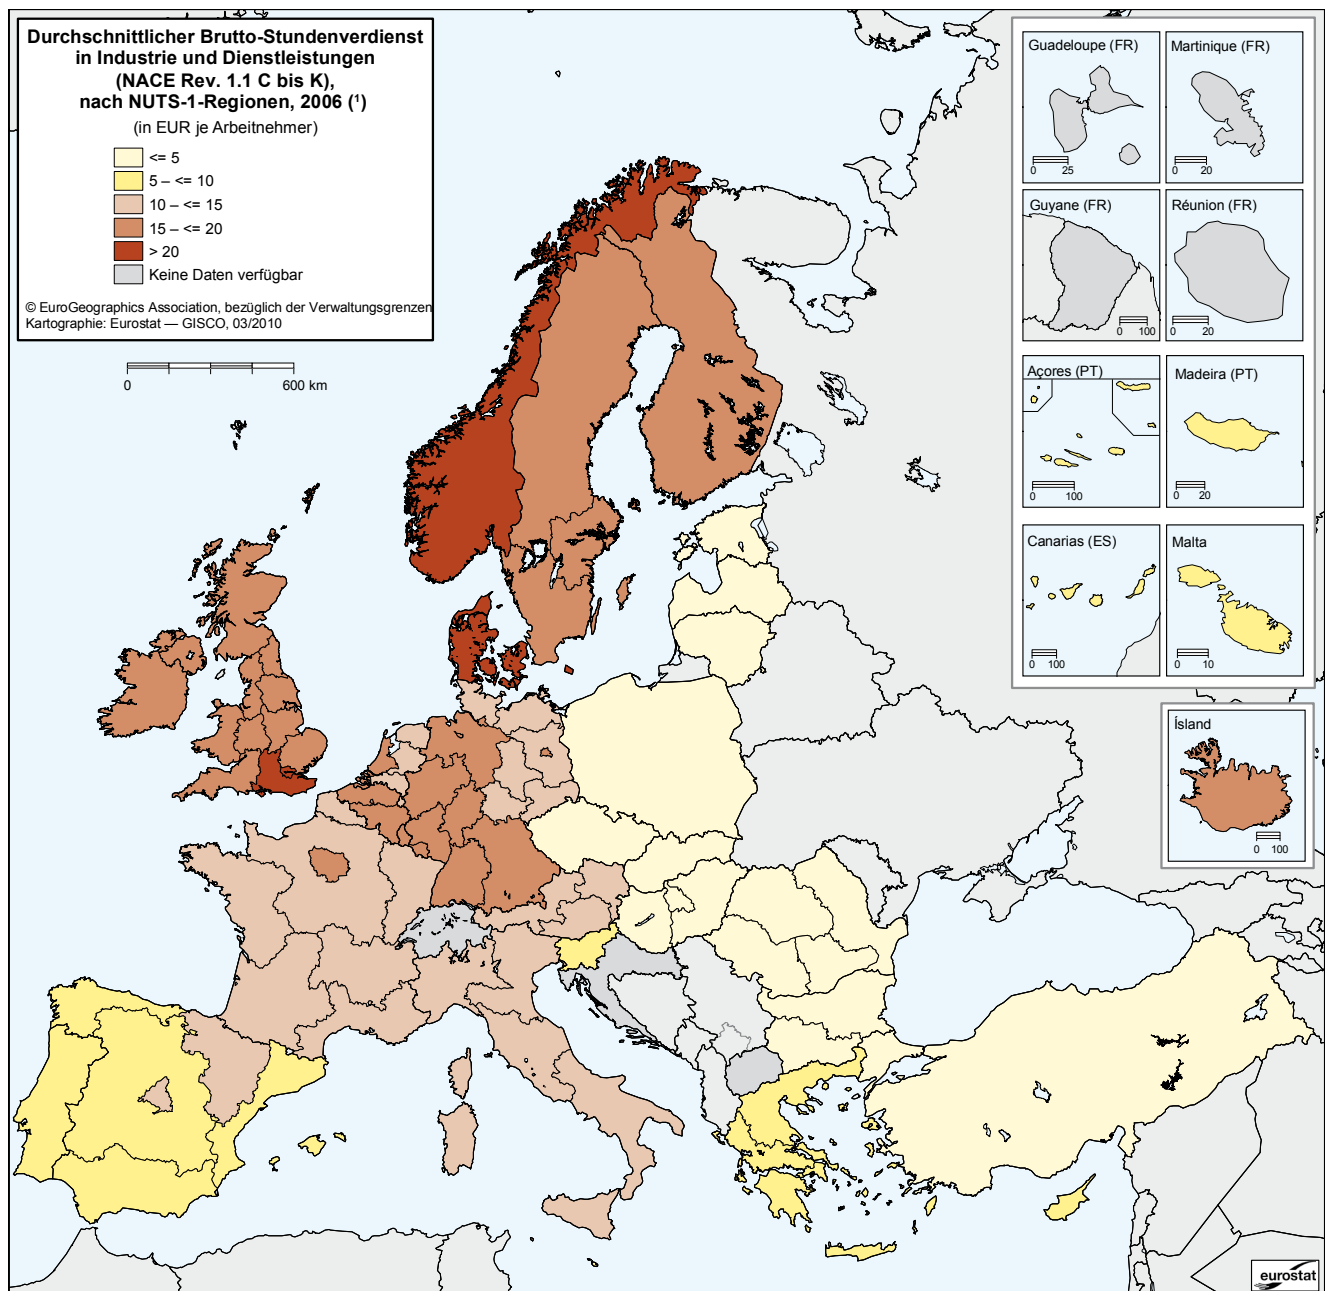 Durchschnittlicher Brutto-Stundenverdienst
in Industrie und Dienstleistungen
(NACE Rev. 1.1 C bis K),
nach NUTS-1-Regionen, 2006 (¹)
(in EUR je Arbeitnehmer)
<= 5
5 – <= 10
10 – <= 15
15 – <= 20
> 20
Keine Daten verfügbar
© EuroGeographics Association, bezüglich der Verwaltungsgrenzen
Kartographie: Eurostat — GISCO, 03/2010
0 600 km
Guadeloupe (FR)
0 25
Martinique (FR)
0 20
Guyane (FR)
0 100
Réunion (FR)
0 20
Açores (PT)
0 100
Madeira (PT)
0 20
Canarias (ES)
0 100
Malta
0 10
Ísland
0 100
eurostat